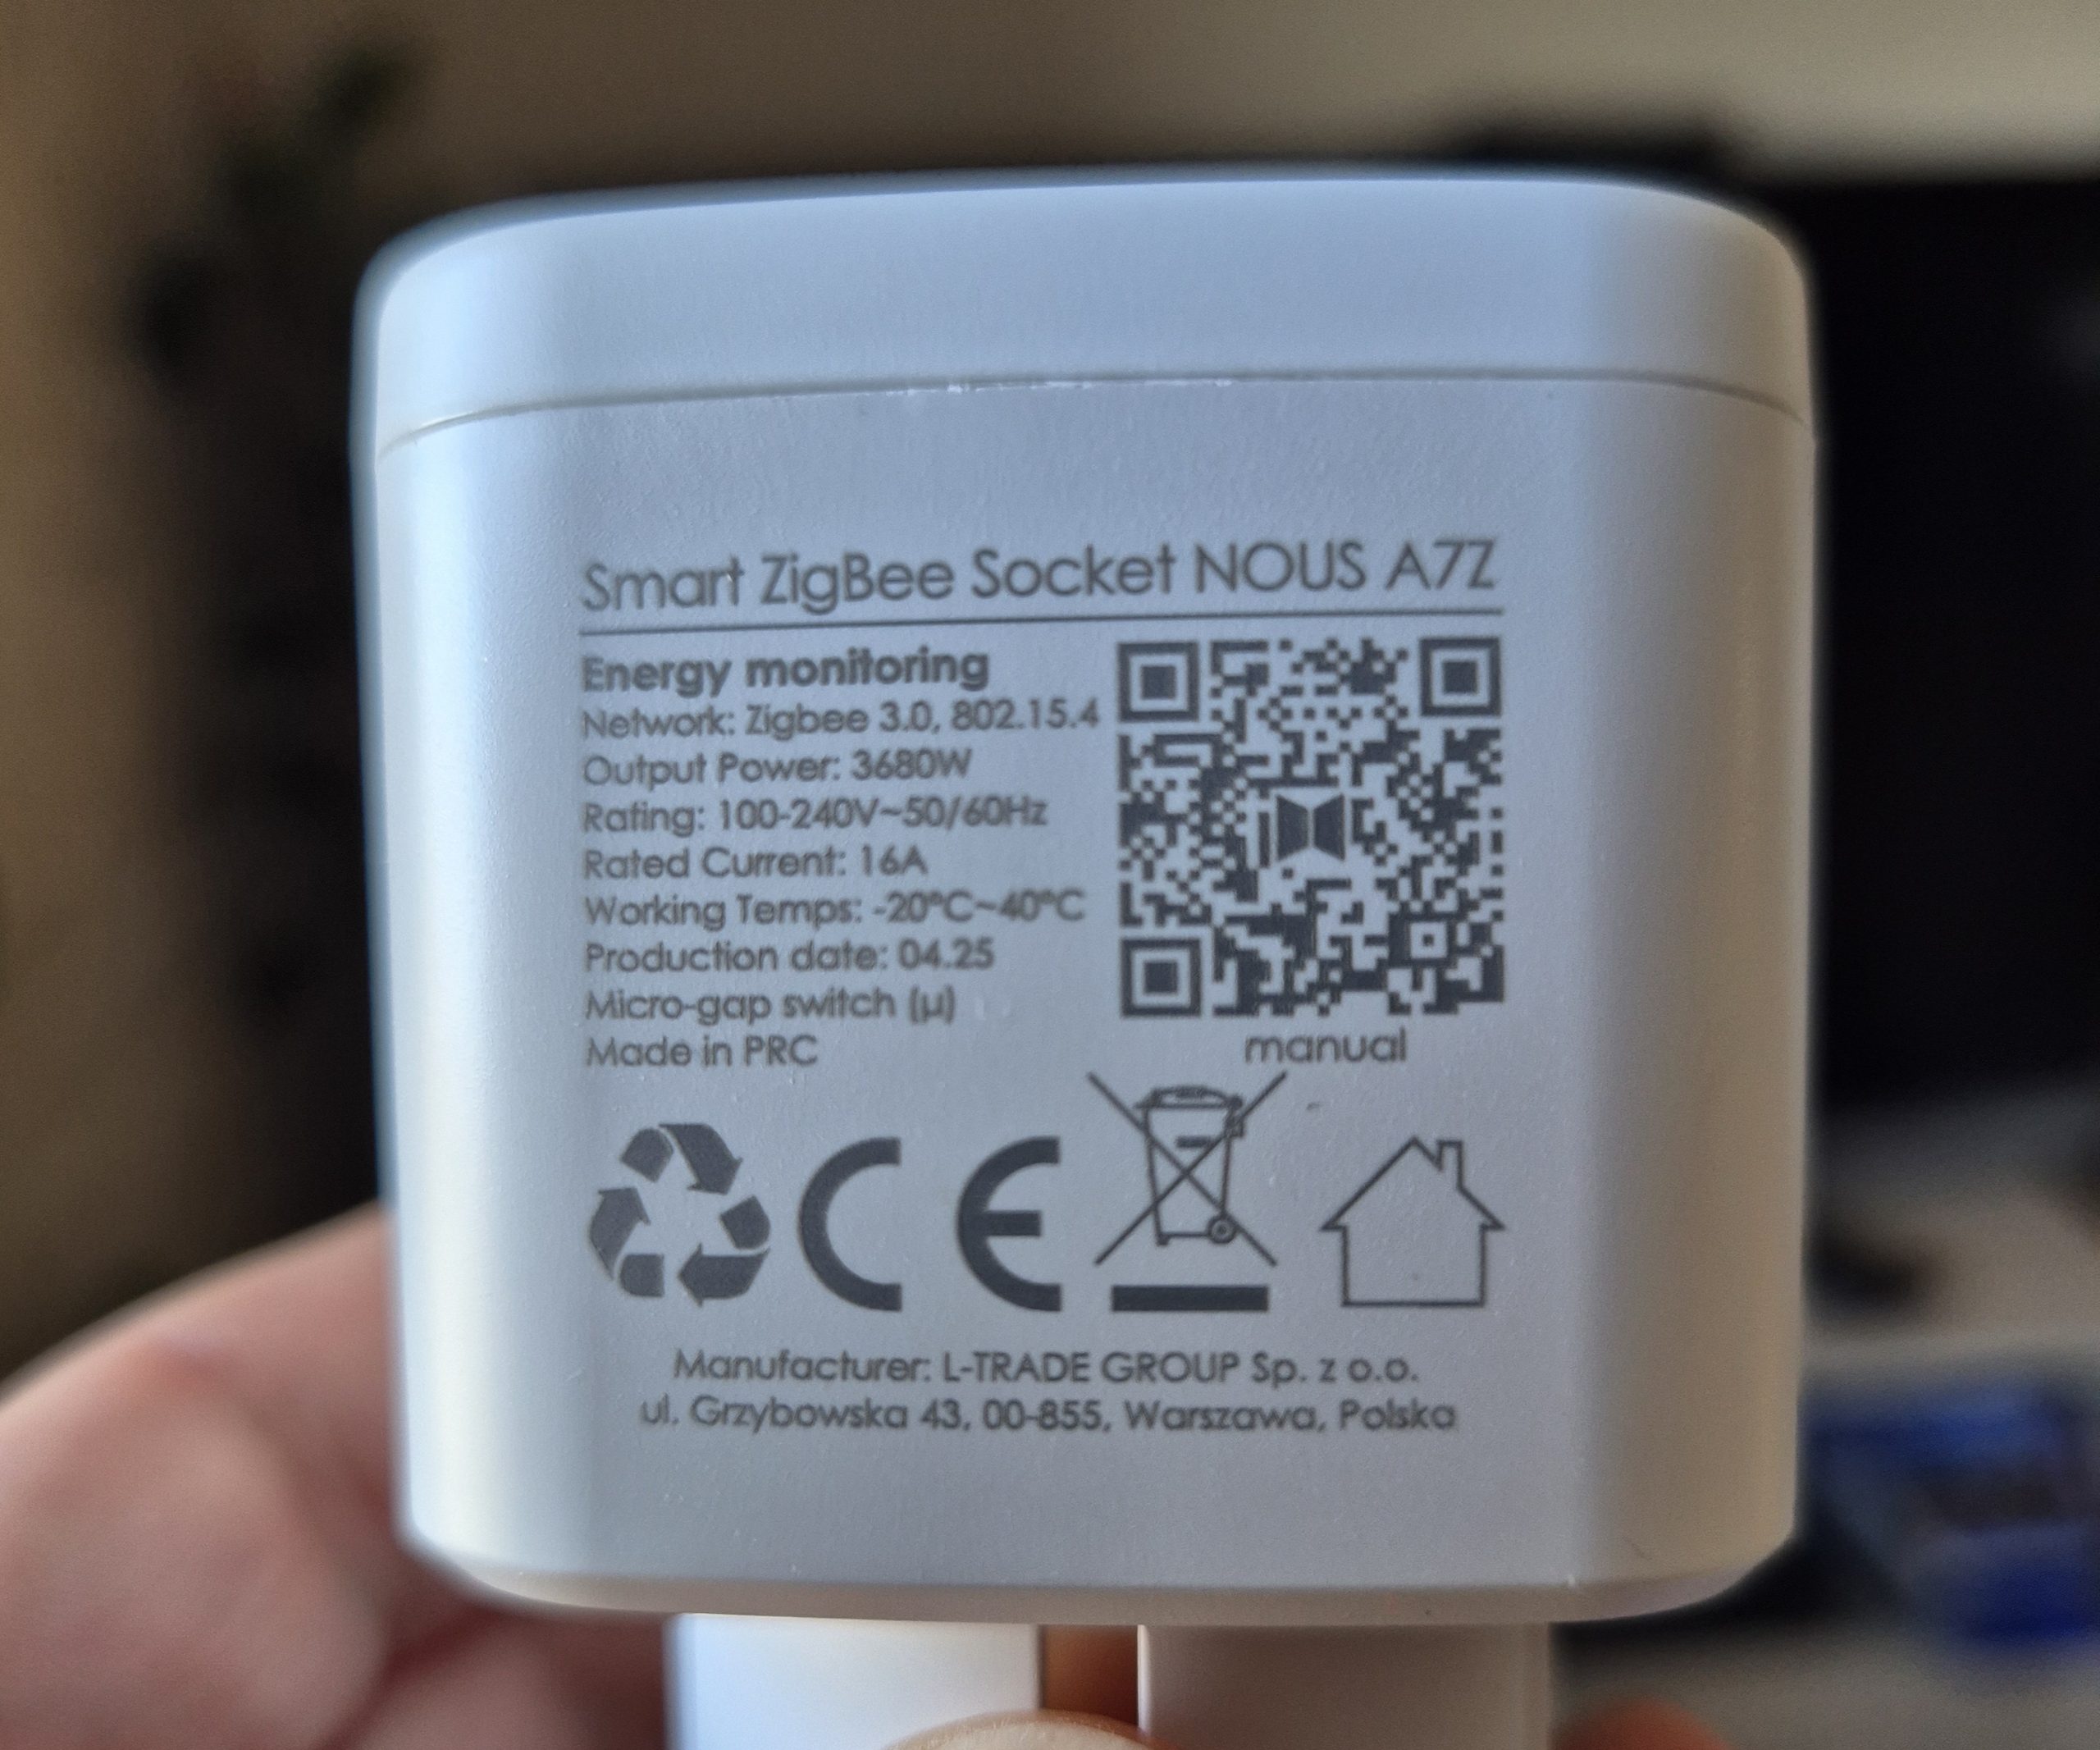 Smart ZigBee Socket NOUS A7Z
Energy monitoring
Network: Zigbee 3.0, 802.15.4
Output Power: 3680W
Rating: 100-240V~50/60Hz
Rated Current: 16A
Working Temps: -20°C~40°C
Production date: 04.25
Micro-gap switch (µ)
Made in PRC
manual
CE
Manufacturer: L-TRADE GROUP Sp. z o.o.
ul. Grzybowska 43, 00-855, Warszawa, Polska